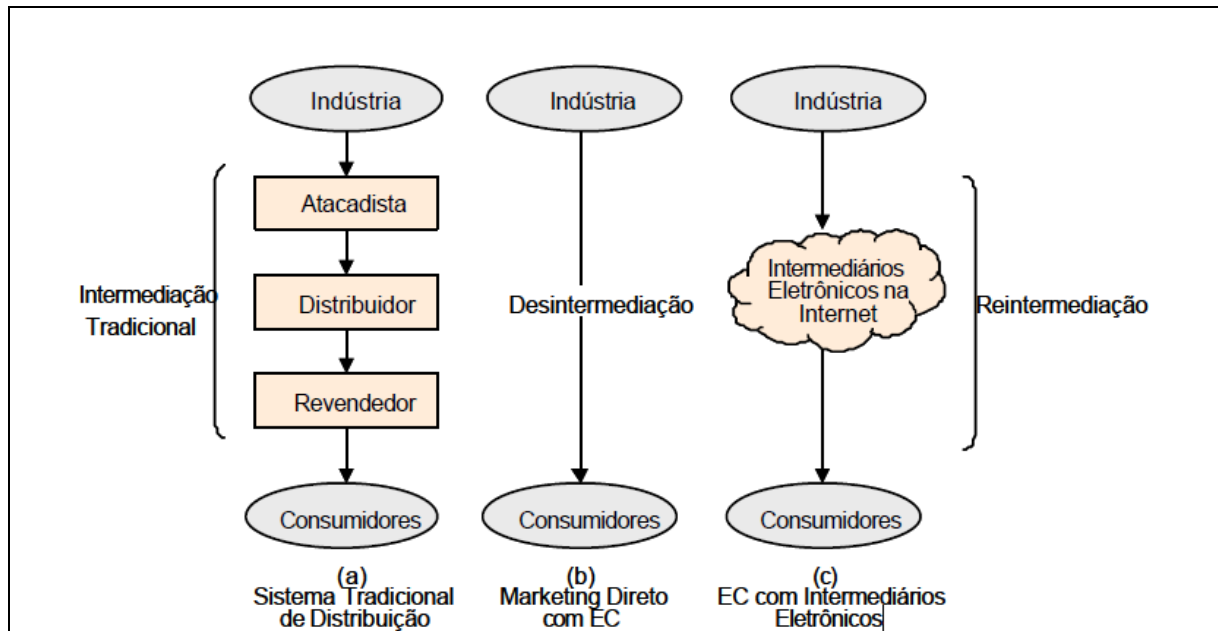 Indústria
Indústria
Indústria
Atacadista
Distribuidor
Revendedor
Intermediação
Tradicional
Desintermediação
Intermediários
Eletrônicos na
Internet
Reintermediação
Consumidores
Consumidores
Consumidores
(a)
Sistema Tradicional
de Distribuição
(b)
Marketing Direto
com EC
(c)
EC com Intermediários
Eletrônicos